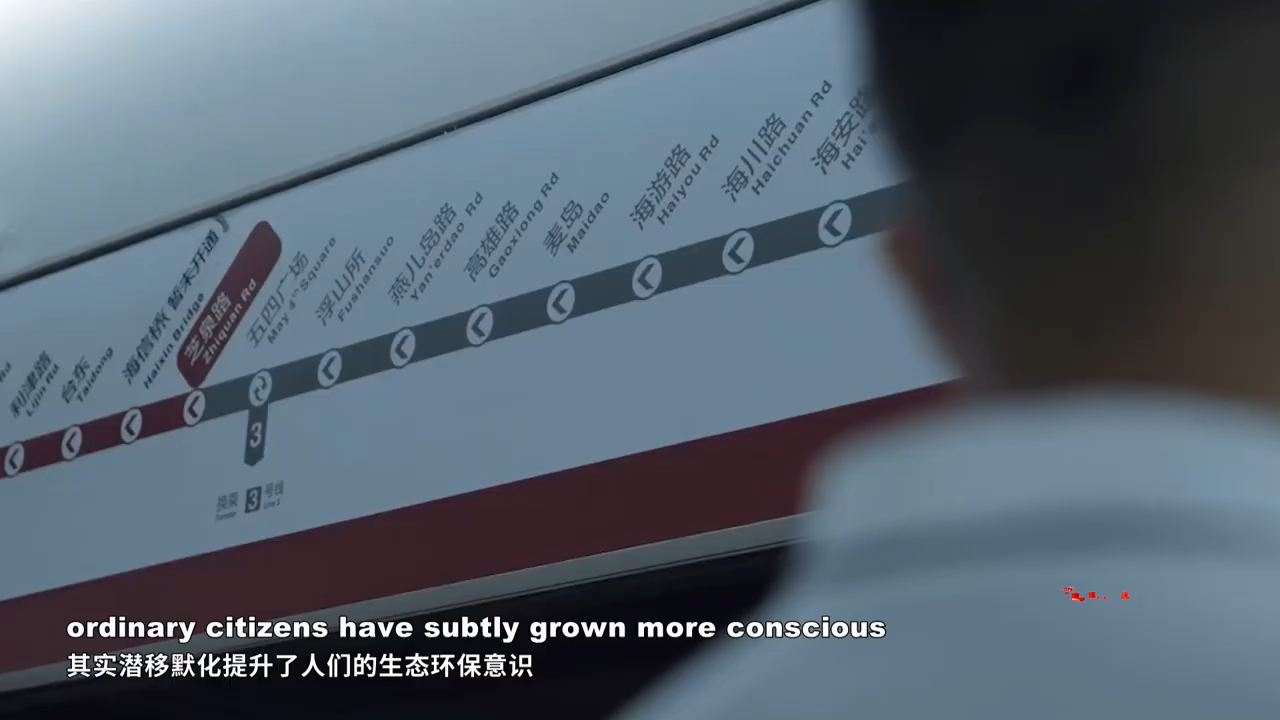 利津路
Lijin Rd
台东
Taidong
海信桥(暂未开通)
Haixin Bridge
芝泉路
Zhiquan Rd
五四广场
May 4th Square
浮山所
Fushansuo
燕儿岛路
Yan'erdao Rd
高雄路
Gaoxiong Rd
麦岛
Maidao
海游路
Haiyou Rd
海川路
Haichuan Rd
海安路
3
换乘 3 号线
Transfer Line 3
ordinary citizens have subtly grown more conscious
其实潜移默化提升了人们的生态环保意识